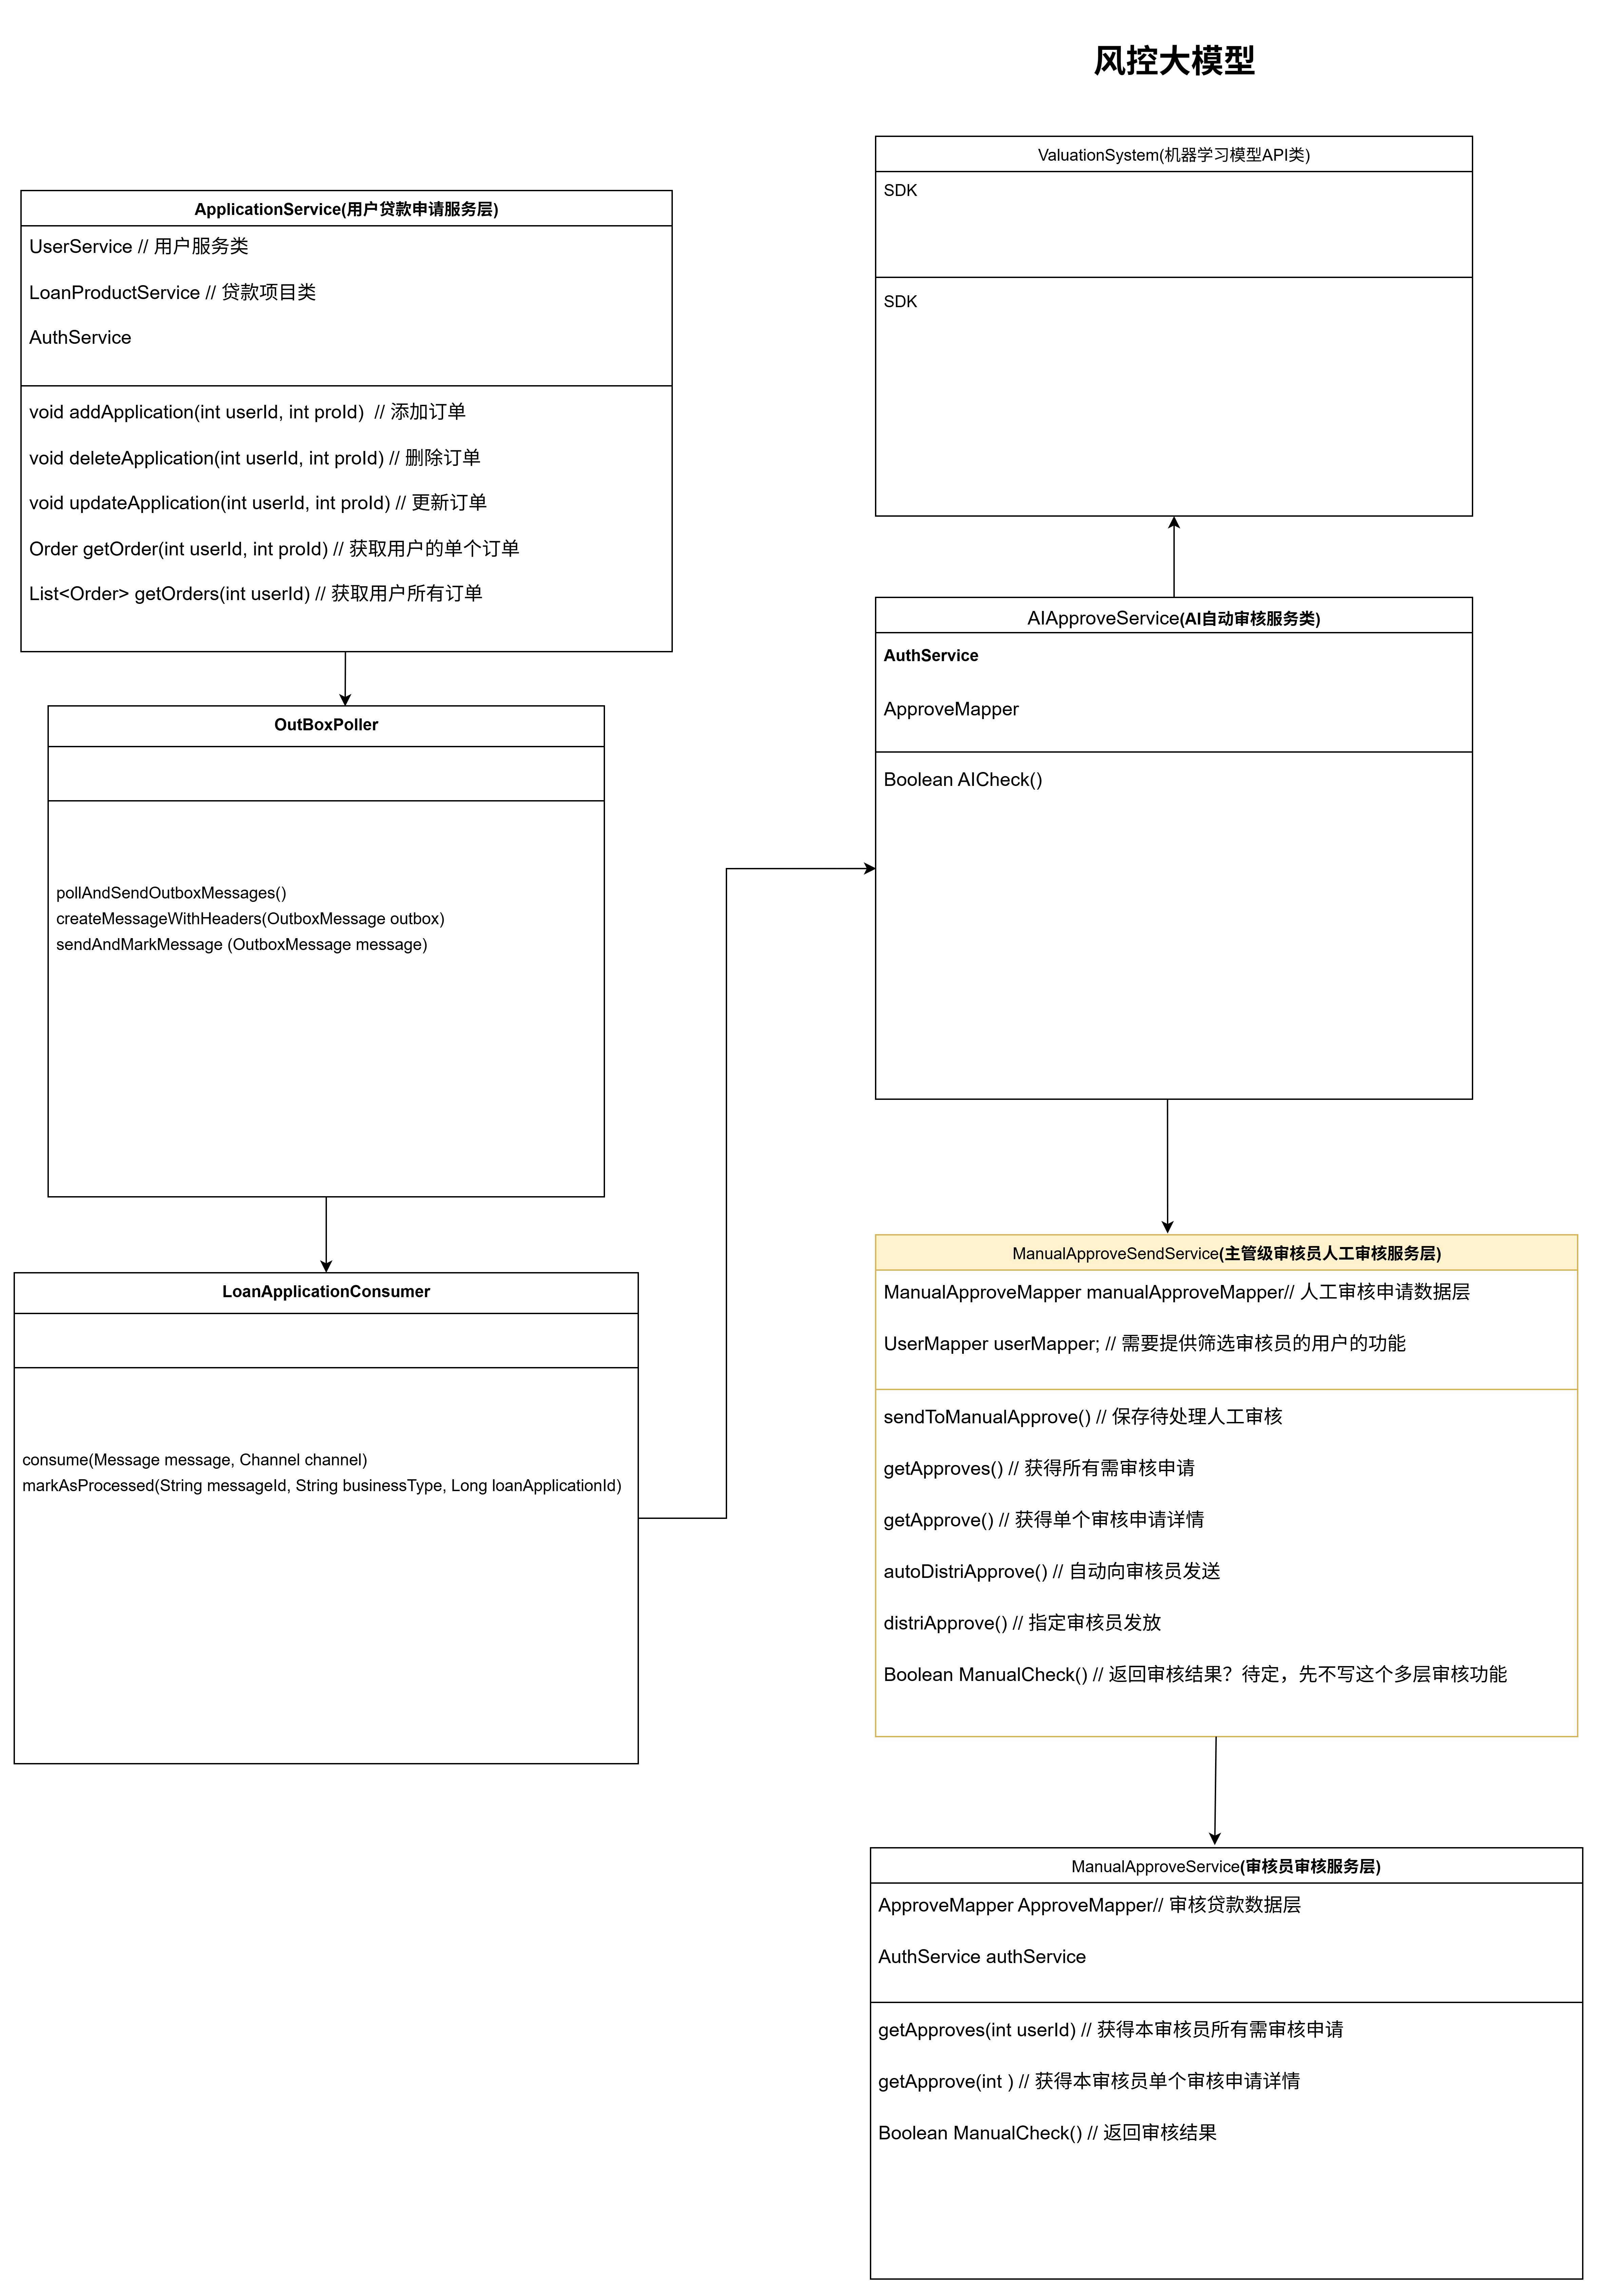 风控大模型
ApplicationService(用户贷款申请服务层)
UserService // 用户服务类
LoanProductService // 贷款项目类
AuthService
void addApplication(int userId, int proId)  // 添加订单
void deleteApplication(int userId, int proId) // 删除订单
void updateApplication(int userId, int proId) // 更新订单
Order getOrder(int userId, int proId) // 获取用户的单个订单
List<Order> getOrders(int userId) // 获取用户所有订单
OutBoxPoller
pollAndSendOutboxMessages()
createMessageWithHeaders(OutboxMessage outbox)
sendAndMarkMessage (OutboxMessage message)
LoanApplicationConsumer
consume(Message message, Channel channel)
markAsProcessed(String messageId, String businessType, Long loanApplicationId)
ValuationSystem(机器学习模型API类)
SDK
SDK
AIApproveService(AI自动审核服务类)
AuthService
ApproveMapper
Boolean AICheck()
ManualApproveSendService(主管级审核员人工审核服务层)
ManualApproveMapper manualApproveMapper// 人工审核申请数据层
UserMapper userMapper; // 需要提供筛选审核员的用户的功能
sendToManualApprove() // 保存待处理人工审核
getApproves() // 获得所有需审核申请
getApprove() // 获得单个审核申请详情
autoDistriApprove() // 自动向审核员发送
distriApprove() // 指定审核员发放
Boolean ManualCheck() // 返回审核结果？待定，先不写这个多层审核功能
ManualApproveService(审核员审核服务层)
ApproveMapper ApproveMapper// 审核贷款数据层
AuthService authService
getApproves(int userId) // 获得本审核员所有需审核申请
getApprove(int ) // 获得本审核员单个审核申请详情
Boolean ManualCheck() // 返回审核结果